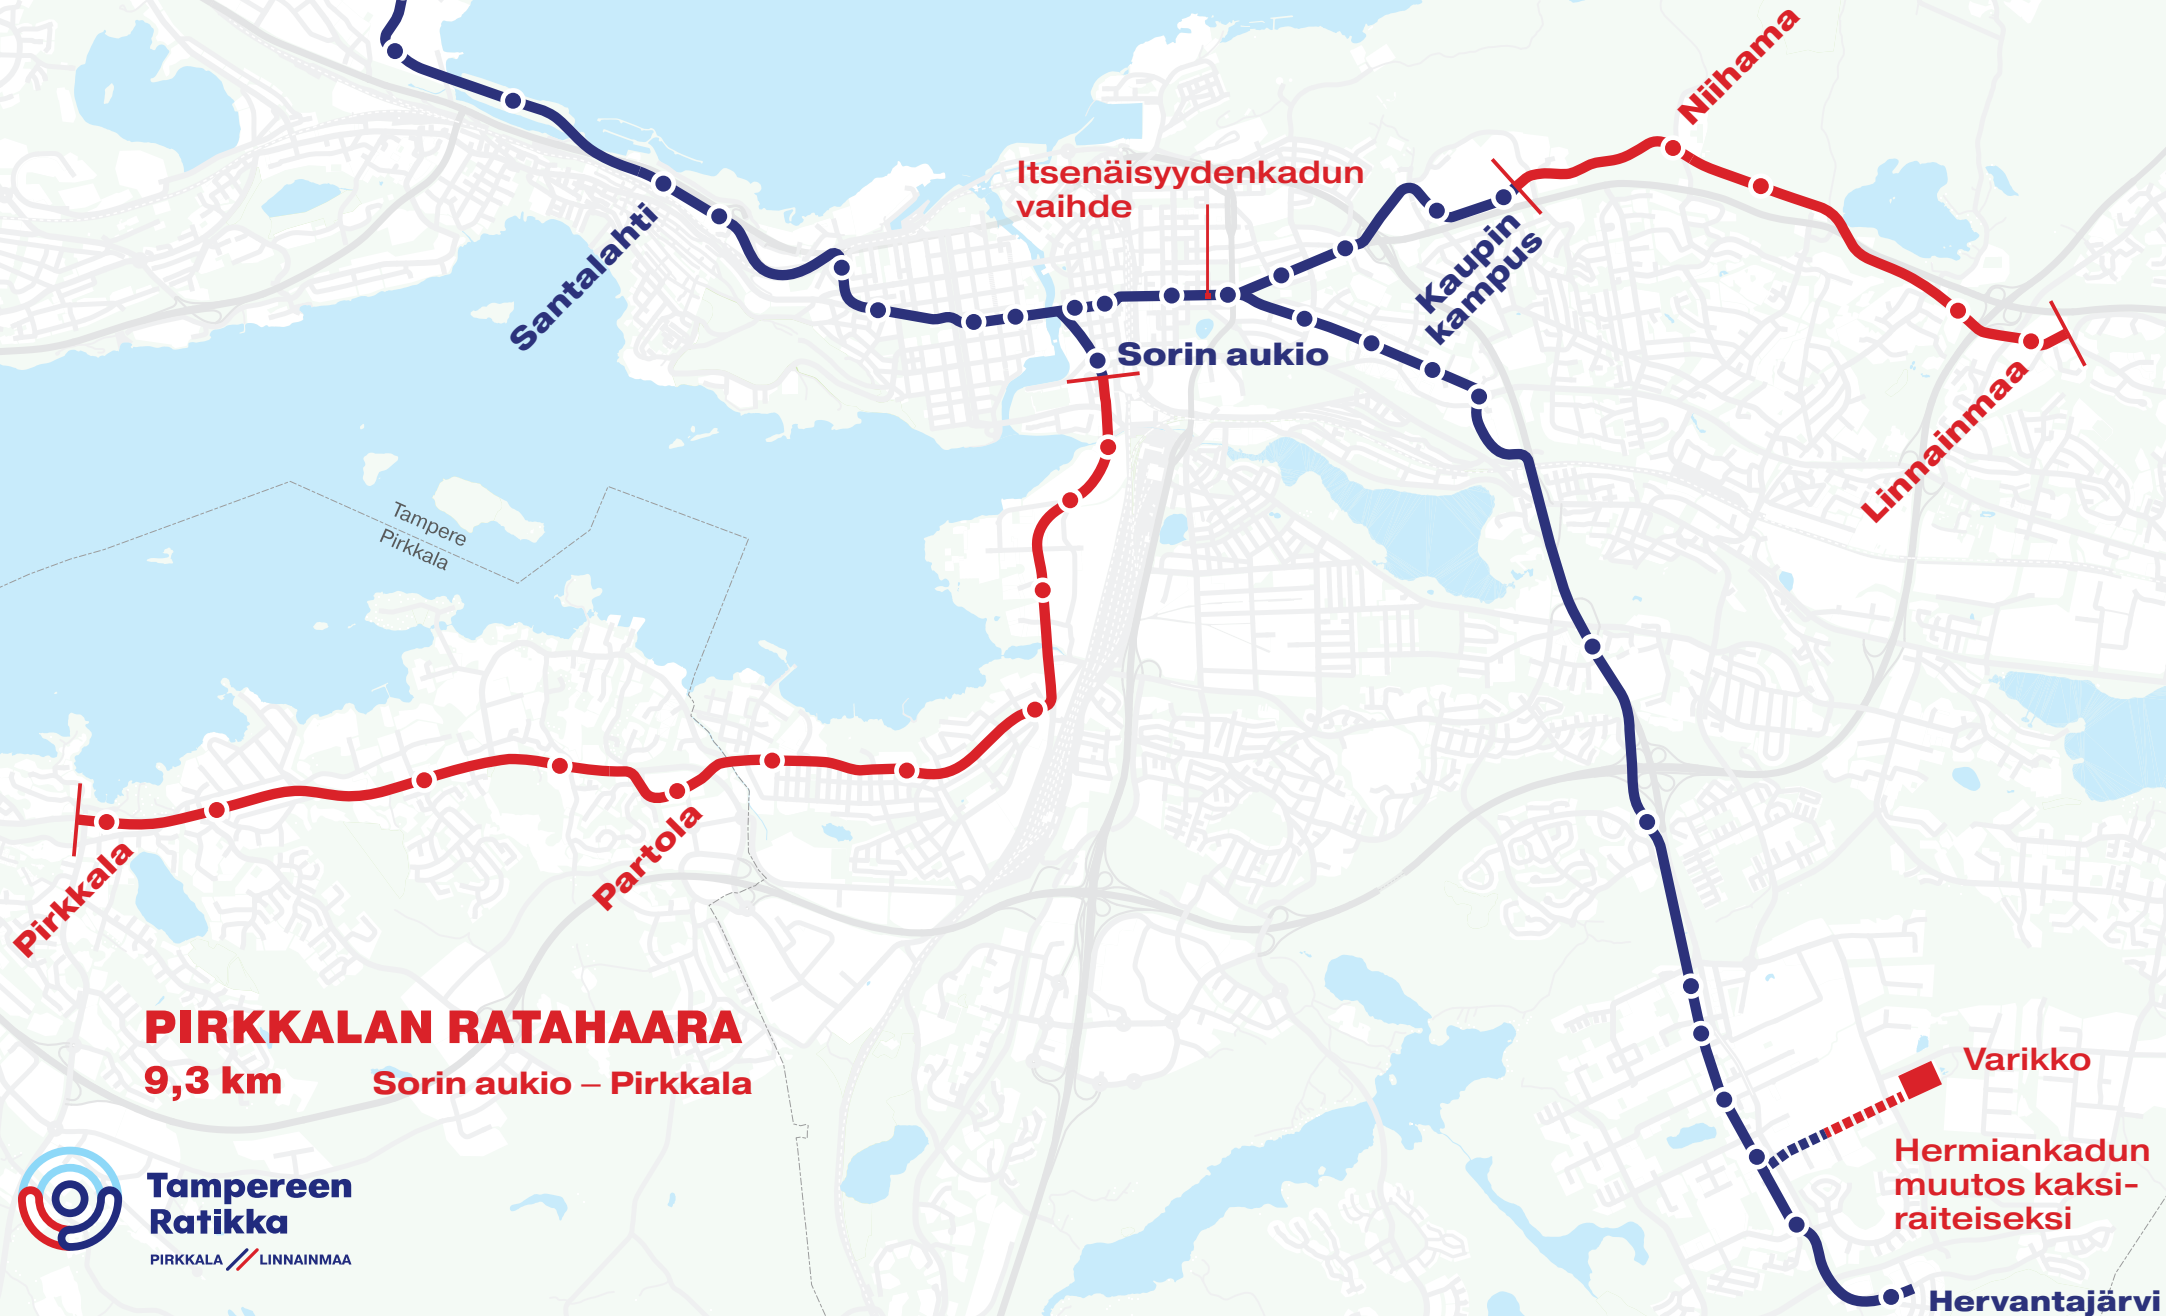 Niihama
Itsenäisyydenkadun
vaihde
Santalahti
Kaupin
kampus
Sorin aukio
Linnainmaa
Tampere
Pirkkala
Partola
Pirkkala
PIRKKALAN RATAHAARA
9,3 km Sorin aukio – Pirkkala
Varikko
Hermiankadun
muutos kaksi-
raiteiseksi
Tampereen
Ratikka
PIRKKALA // LINNAINMAA
Hervantajärvi